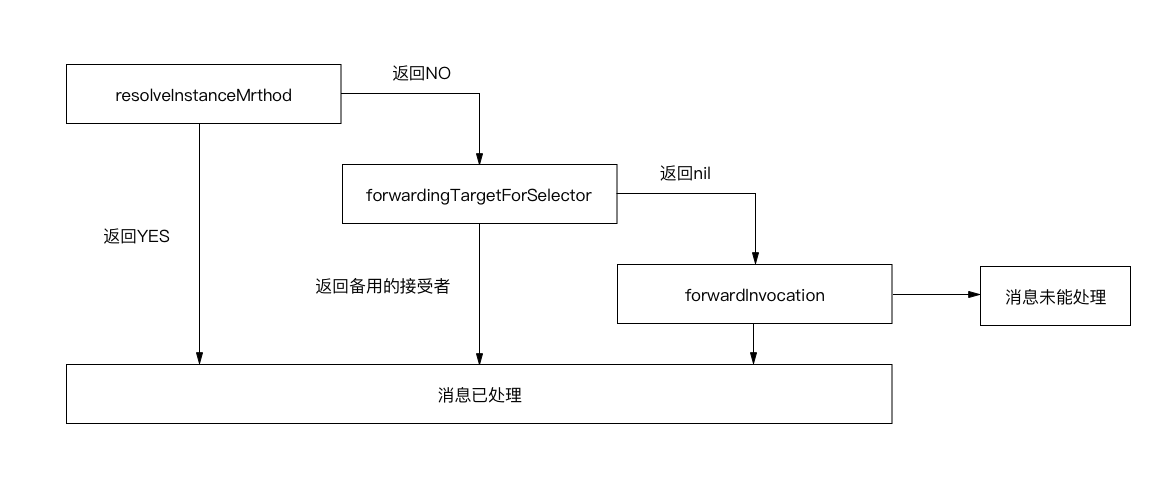 返回NO
resolveInstanceMrthod
返回nil
forwardingTargetForSelector
返回YES
返回备用的接受者
forwardInvocation
消息未能处理
消息已处理